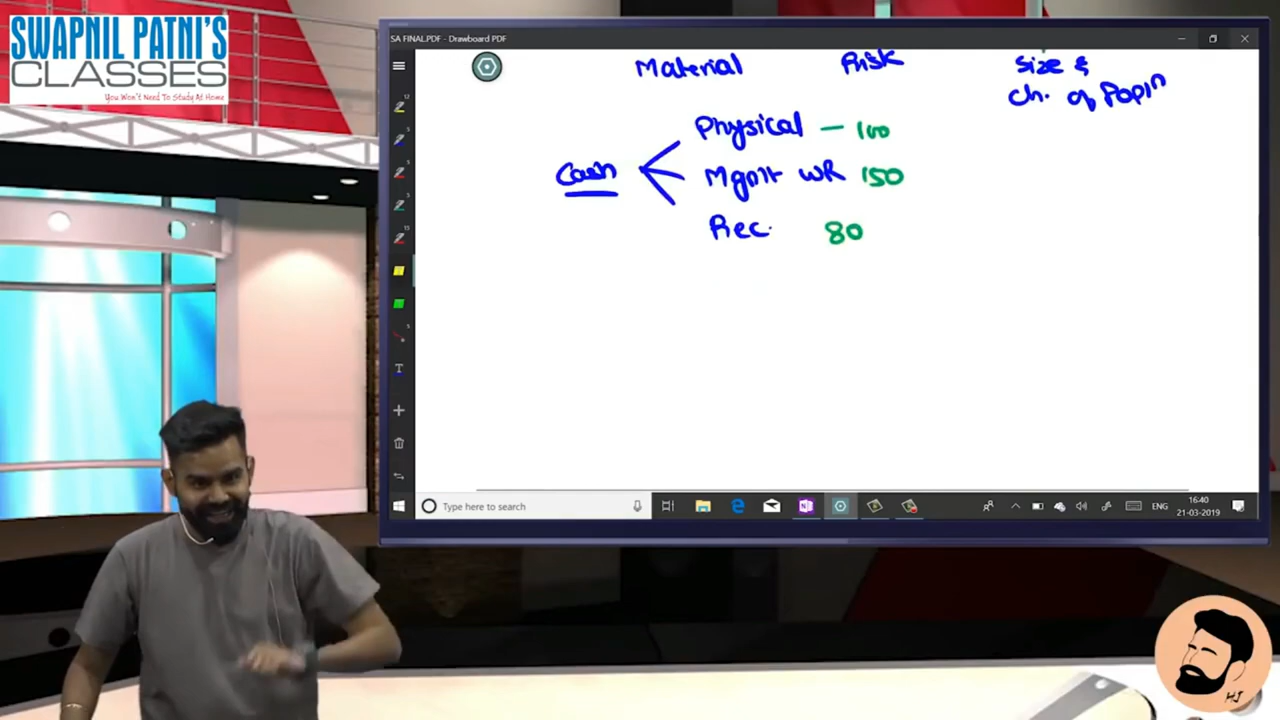 SWAPNIL PATNI'S
CLASSES
You Won't Need To Study At Home
SA FINAL.PDF - Drawboard PDF
Material Risk Size &
Ch. of Popln
Physical — 100
Cash
Mgmt WR 150
Rec. 80
Type here to search
ENG
16:40
21-03-2019
HJ